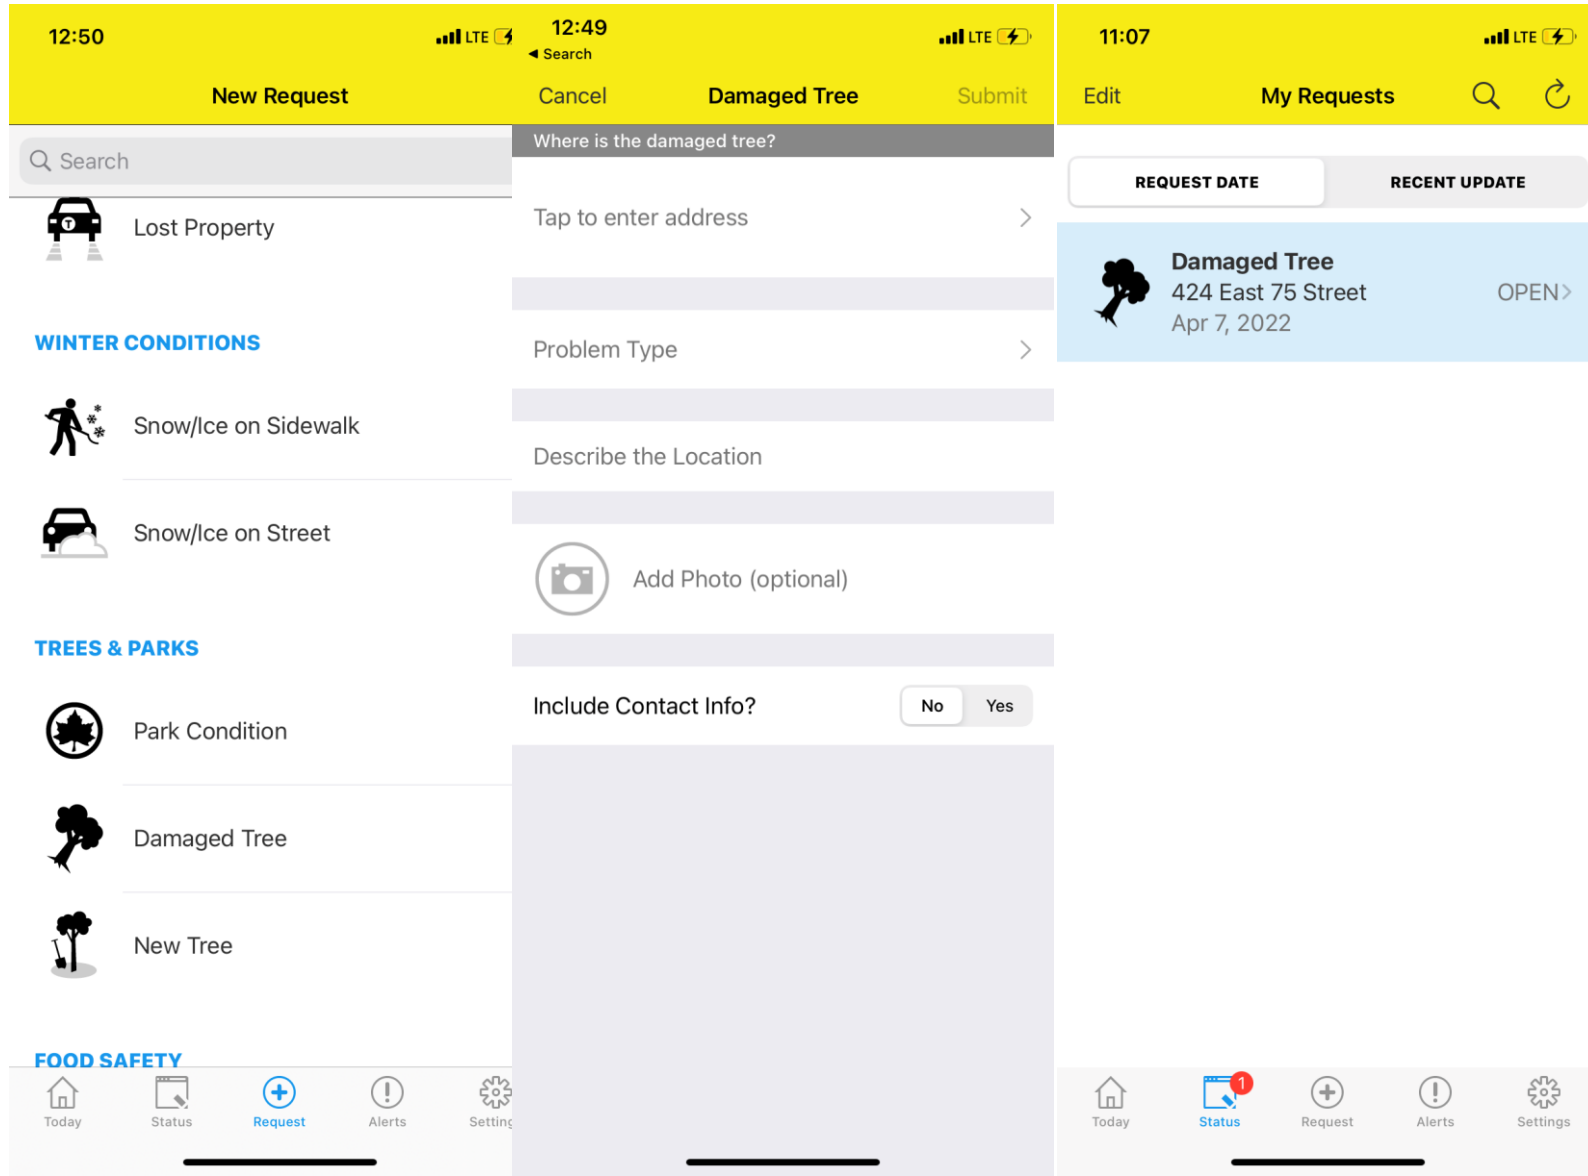 12:50
LTE
New Request
Search
Lost Property
WINTER CONDITIONS
Snow/Ice on Sidewalk
Snow/Ice on Street
TREES & PARKS
Park Condition
Damaged Tree
New Tree
FOOD SAFETY
Today
Status
Request
Alerts
Setting
12:49
LTE
◀ Search
Cancel
Damaged Tree
Submit
Where is the damaged tree?
Tap to enter address
Problem Type
Describe the Location
Add Photo (optional)
Include Contact Info?
No
Yes
11:07
LTE
Edit
My Requests
REQUEST DATE
RECENT UPDATE
Damaged Tree
424 East 75 Street
OPEN
Apr 7, 2022
1
Today
Status
Request
Alerts
Settings